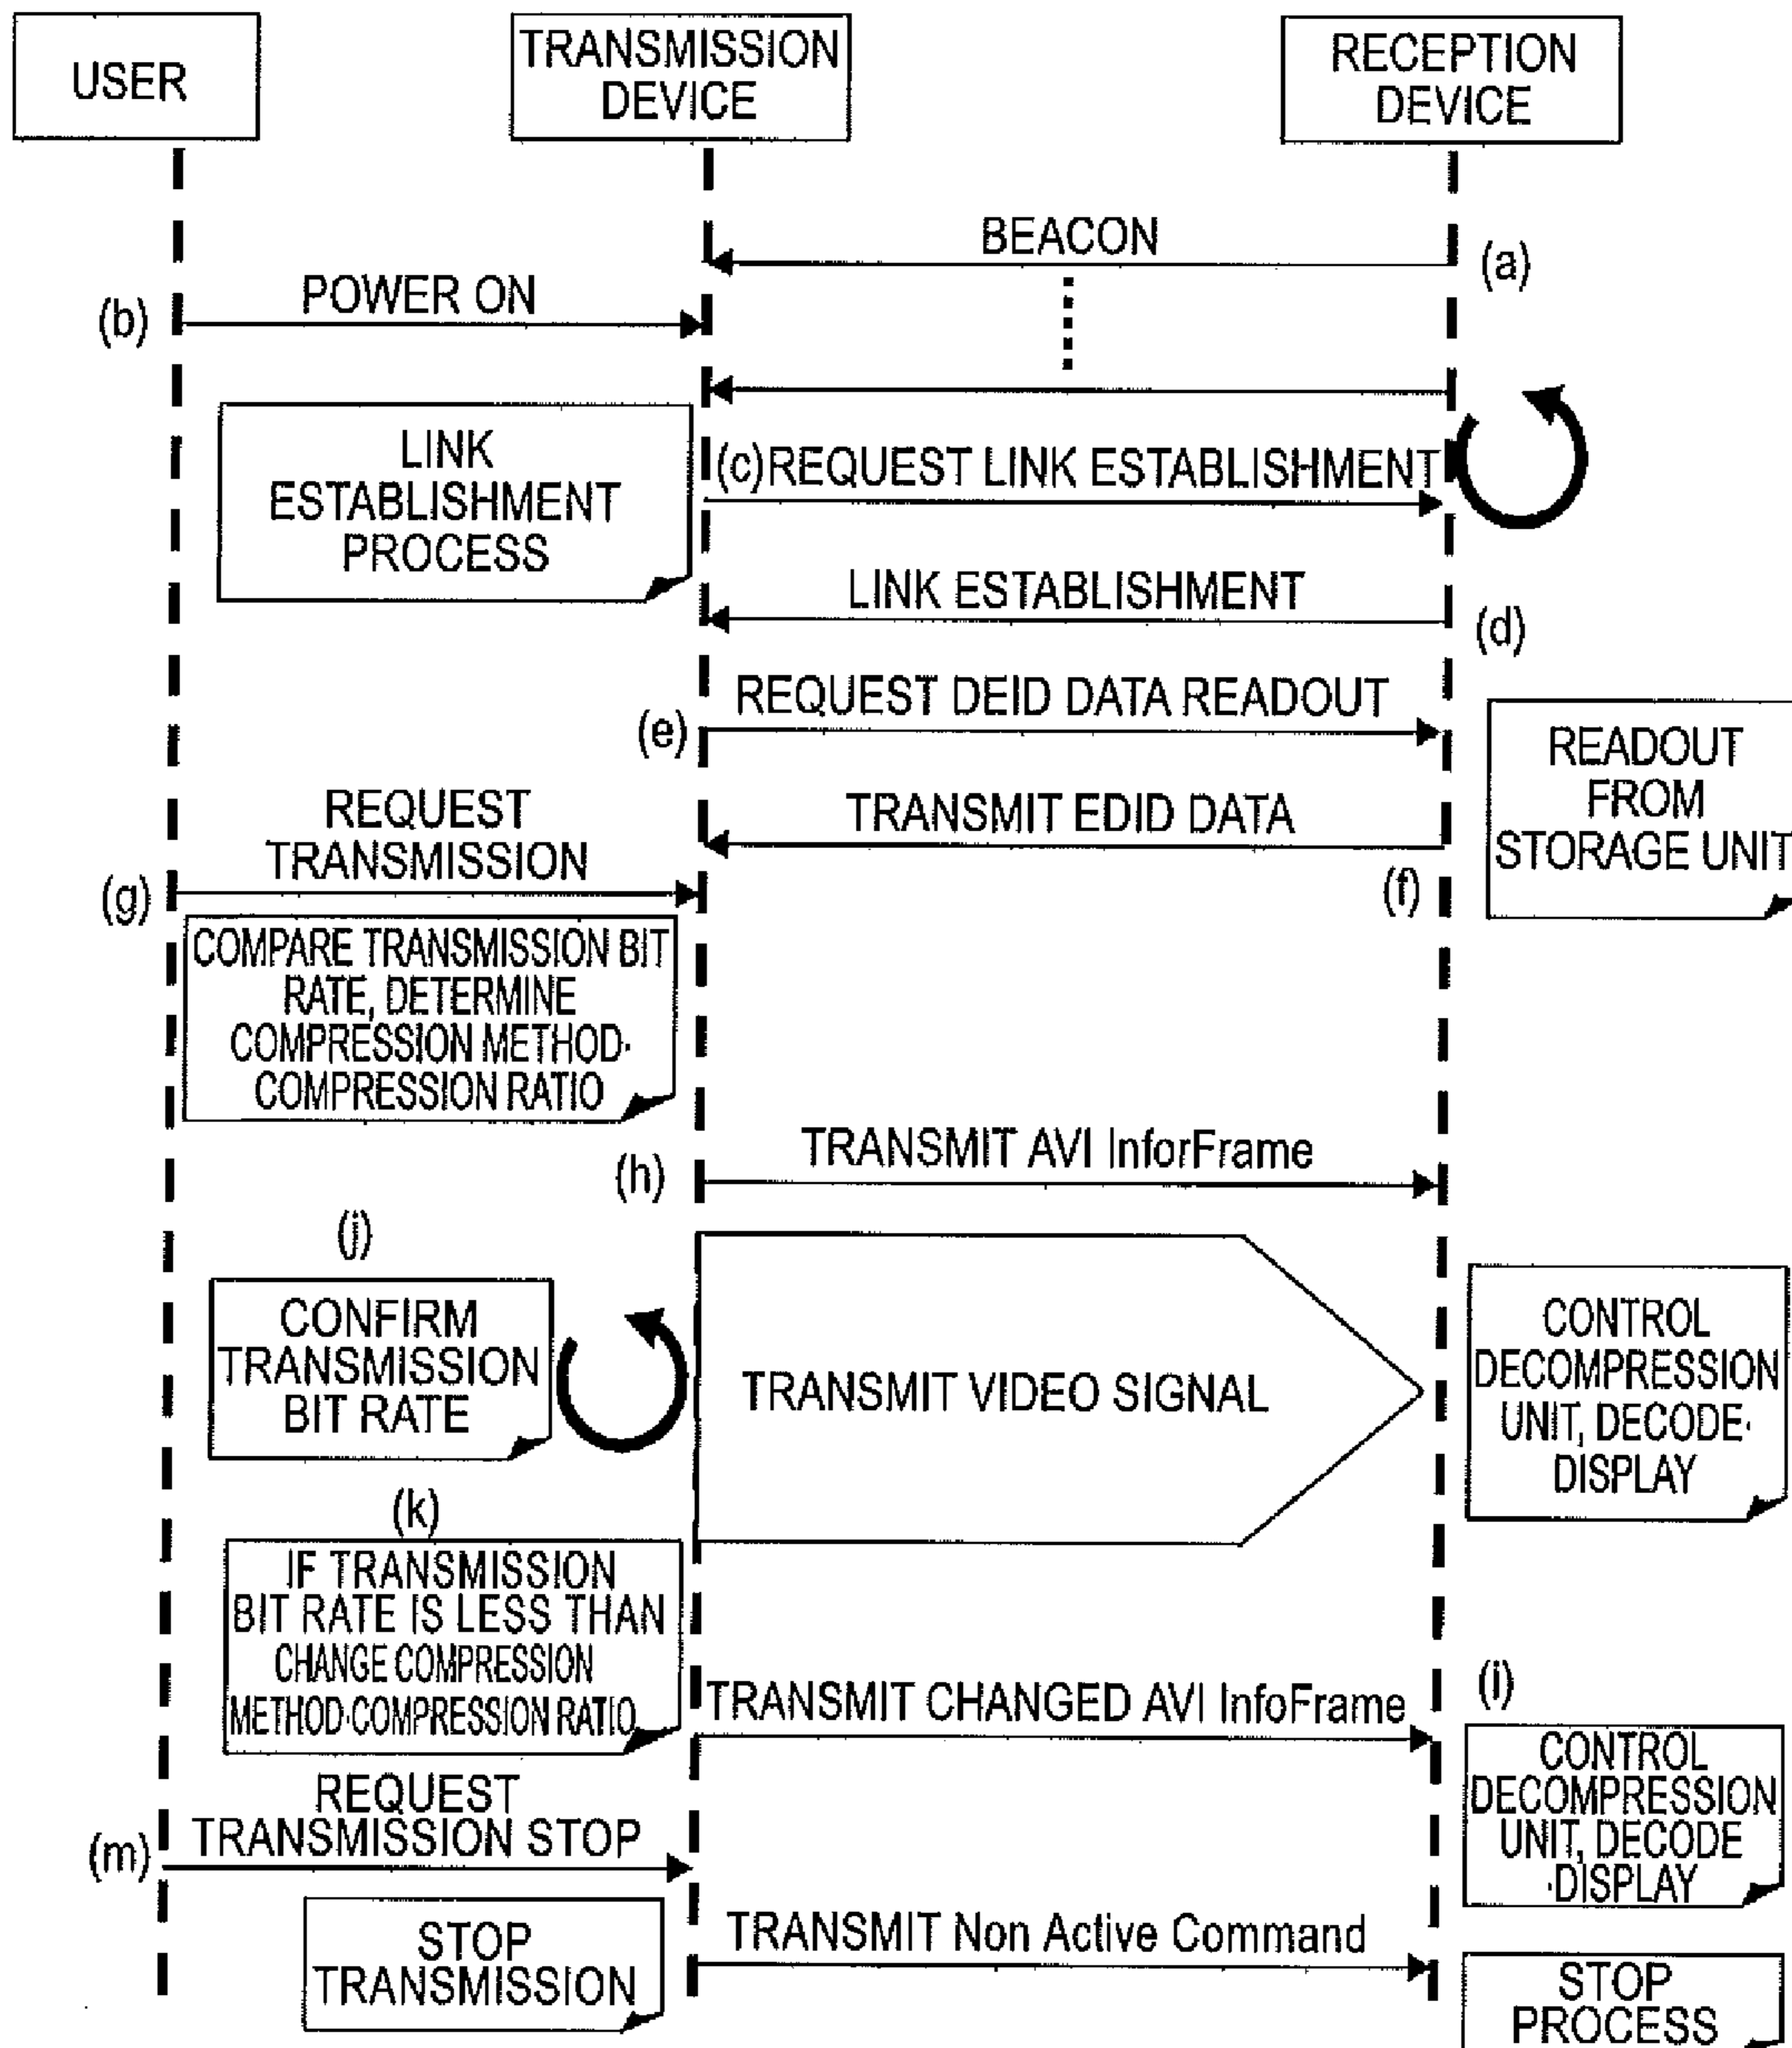 USER
TRANSMISSION
DEVICE
RECEPTION
DEVICE
BEACON
(a)
(b)
POWER ON
LINK
ESTABLISHMENT
PROCESS
(c) REQUEST LINK ESTABLISHMENT
LINK ESTABLISHMENT
(d)
REQUEST DEID DATA READOUT
(e)
READOUT
FROM
STORAGE UNIT
TRANSMIT EDID DATA
(f)
REQUEST
TRANSMISSION
(g)
COMPARE TRANSMISSION BIT
RATE, DETERMINE
COMPRESSION METHOD·
COMPRESSION RATIO
TRANSMIT AVI InforFrame
(h)
(j)
CONFIRM
TRANSMISSION
BIT RATE
TRANSMIT VIDEO SIGNAL
CONTROL
DECOMPRESSION
UNIT, DECODE·
DISPLAY
(k)
IF TRANSMISSION
BIT RATE IS LESS THAN
CHANGE COMPRESSION
METHOD·COMPRESSION RATIO
TRANSMIT CHANGED AVI InfoFrame
(i)
CONTROL
DECOMPRESSION
UNIT, DECODE
·DISPLAY
REQUEST
TRANSMISSION STOP
(m)
STOP
TRANSMISSION
TRANSMIT Non Active Command
STOP
PROCESS